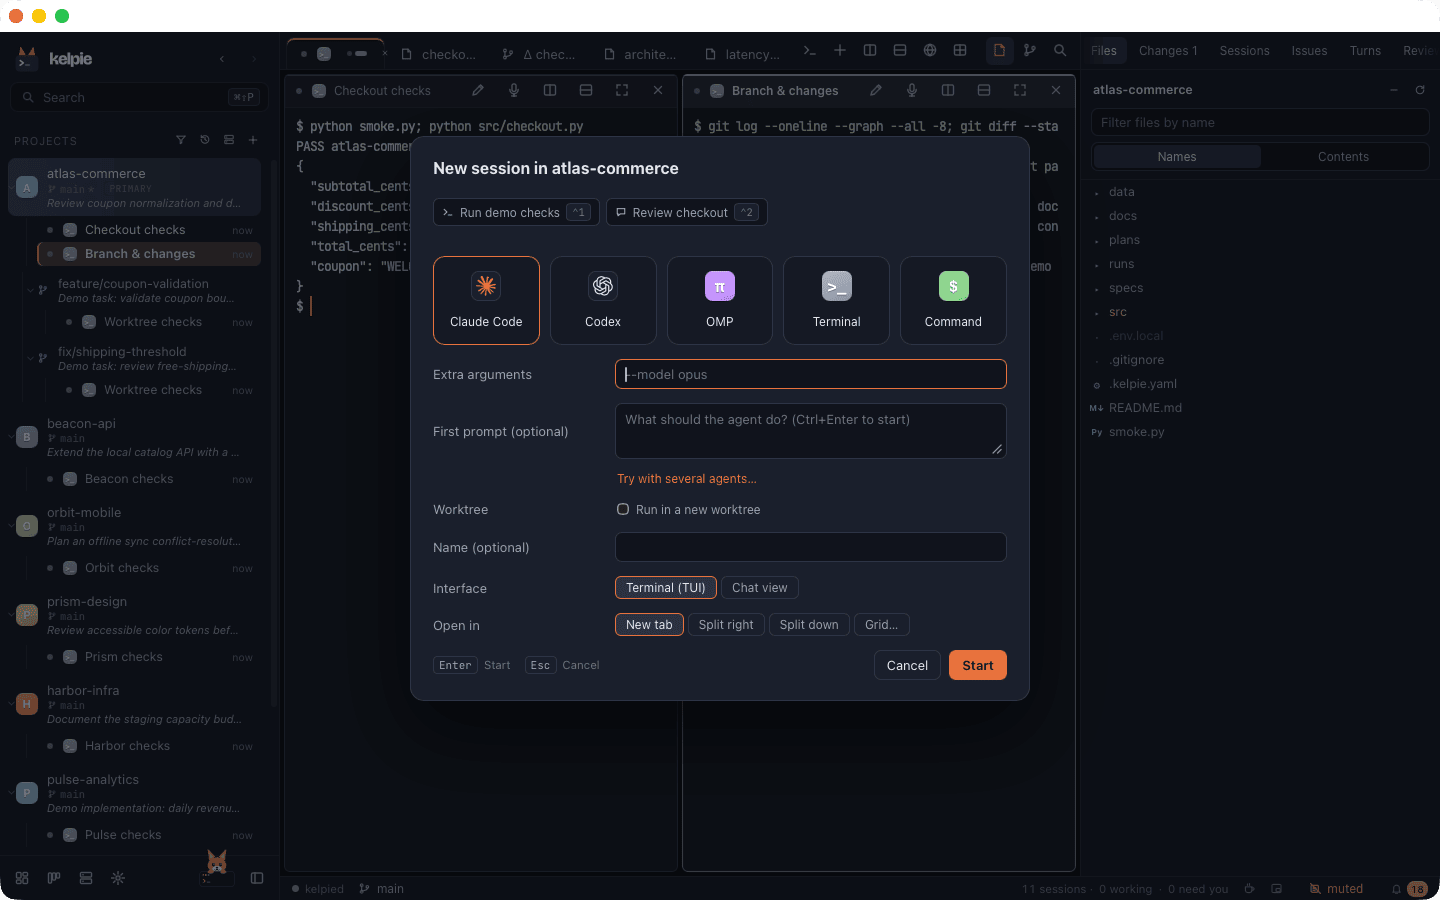 kelpie
Search
⌘⇧P
PROJECTS
A
atlas-commerce
main
PRIMARY
Review coupon normalization and d...
Checkout checks
now
Branch & changes
now
feature/coupon-validation
Demo task: validate coupon bou...
Worktree checks
now
fix/shipping-threshold
Demo task: review free-shipping...
Worktree checks
now
B
beacon-api
main
Extend the local catalog API with a ...
Beacon checks
now
O
orbit-mobile
main
Plan an offline sync conflict-resolut...
Orbit checks
now
P
prism-design
main
Review accessible color tokens bef...
Prism checks
now
H
harbor-infra
main
Document the staging capacity bud...
Harbor checks
now
P
pulse-analytics
main
Demo implementation: daily revenu...
Pulse checks
now
checko...
Δ chec...
archite...
latency...
Checkout checks
$ python smoke.py; python src/checkout.py
PASS atlas-commer
{
"subtotal_cents
"discount_cents
"shipping_cents
"total_cents":
"coupon": "WEL
}
$
Branch & changes
$ git log --oneline --graph --all -8; git diff --sta
t pa
doc
con
emo
New session in atlas-commerce
Run demo checks ^1
Review checkout ^2
Claude Code
Codex
π
OMP
>_
Terminal
$
Command
Extra arguments
--model opus
First prompt (optional)
What should the agent do? (Ctrl+Enter to start)
Try with several agents...
Worktree
Run in a new worktree
Name (optional)
Interface
Terminal (TUI)
Chat view
Open in
New tab
Split right
Split down
Grid...
Enter Start
Esc Cancel
Cancel
Start
Files
Changes 1
Sessions
Issues
Turns
Revie
atlas-commerce
Filter files by name
Names
Contents
data
docs
plans
runs
specs
src
.env.local
.gitignore
.kelpie.yaml
M↓ README.md
Py smoke.py
kelpied
main
11 sessions · 0 working · 0 need you
muted
18